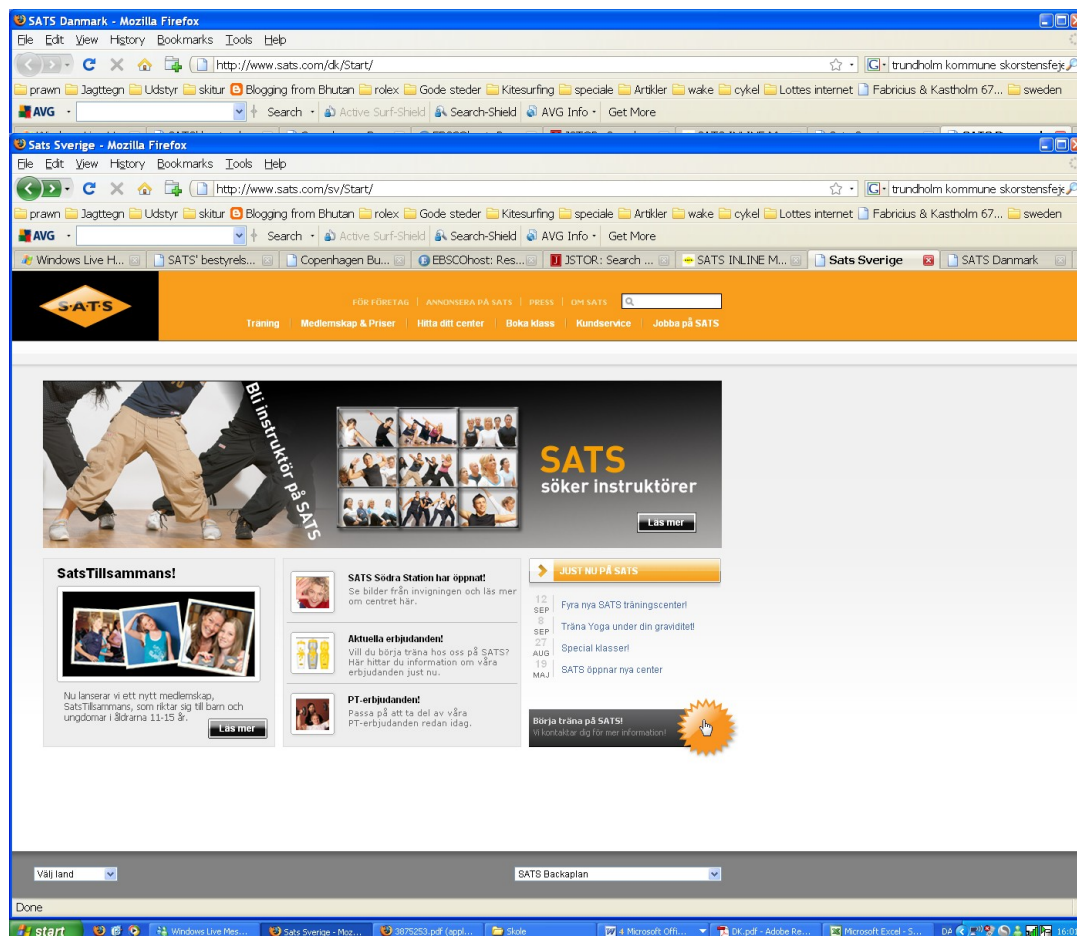 SATS Danmark - Mozilla Firefox
File Edit View History Bookmarks Tools Help
http://www.sats.com/dk/Start/
G trundholm kommune skorstensfeje
prawn Jagttegn Udstyr skitur Blogging from Bhutan rolex Gode steder Kitesurfing speciale Artikler wake cykel Lottes internet Fabricius & Kastholm 67... sweden
AVG Search Active Surf-Shield Search-Shield AVG Info Get More
Sats Sverige - Mozilla Firefox
File Edit View History Bookmarks Tools Help
http://www.sats.com/sv/Start/
G trundholm kommune skorstensfeje
prawn Jagttegn Udstyr skitur Blogging from Bhutan rolex Gode steder Kitesurfing speciale Artikler wake cykel Lottes internet Fabricius & Kastholm 67... sweden
AVG Search Active Surf-Shield Search-Shield AVG Info Get More
Windows Live H... SATS' bestyrels... Copenhagen Bu... EBSCOhost: Res... JSTOR: Search ... SATS INLINE M... Sats Sverige SATS Danmark
S·A·T·S
FÖR FÖRETAG | ANNONSERA PÅ SATS | PRESS | OM SATS
Träning | Medlemskap & Priser | Hitta ditt center | Boka klass | Kundservice | Jobba på SATS
Bli instruktör på SATS
SATS
söker instruktörer
Läs mer
SatsTillsammans!
Nu lanserar vi ett nytt medlemskap,
SatsTillsammans, som riktar sig till barn och
ungdomar i åldrarna 11-15 år.
Läs mer
SATS Södra Station har öppnat!
Se bilder från invigningen och läs mer
om centret här.
Aktuella erbjudanden!
Vill du börja träna hos oss på SATS?
Här hittar du information om våra
erbjudanden just nu.
PT-erbjudanden!
Passa på att ta del av våra
PT-erbjudanden redan idag.
JUST NU PÅ SATS
12 SEP Fyra nya SATS träningscenter!
8 SEP Träna Yoga under din graviditet!
27 AUG Special klasser!
19 MAJ SATS öppnar nya center
Börja träna på SATS!
Vi kontaktar dig för mer information!
Välj land
SATS Backaplan
Done
start Windows Live Mes... Sats Sverige - Moz... 3875253.pdf (appl... Skole 4 Microsoft Offi... DK.pdf - Adobe Re... Microsoft Excel - S... DA 16:01